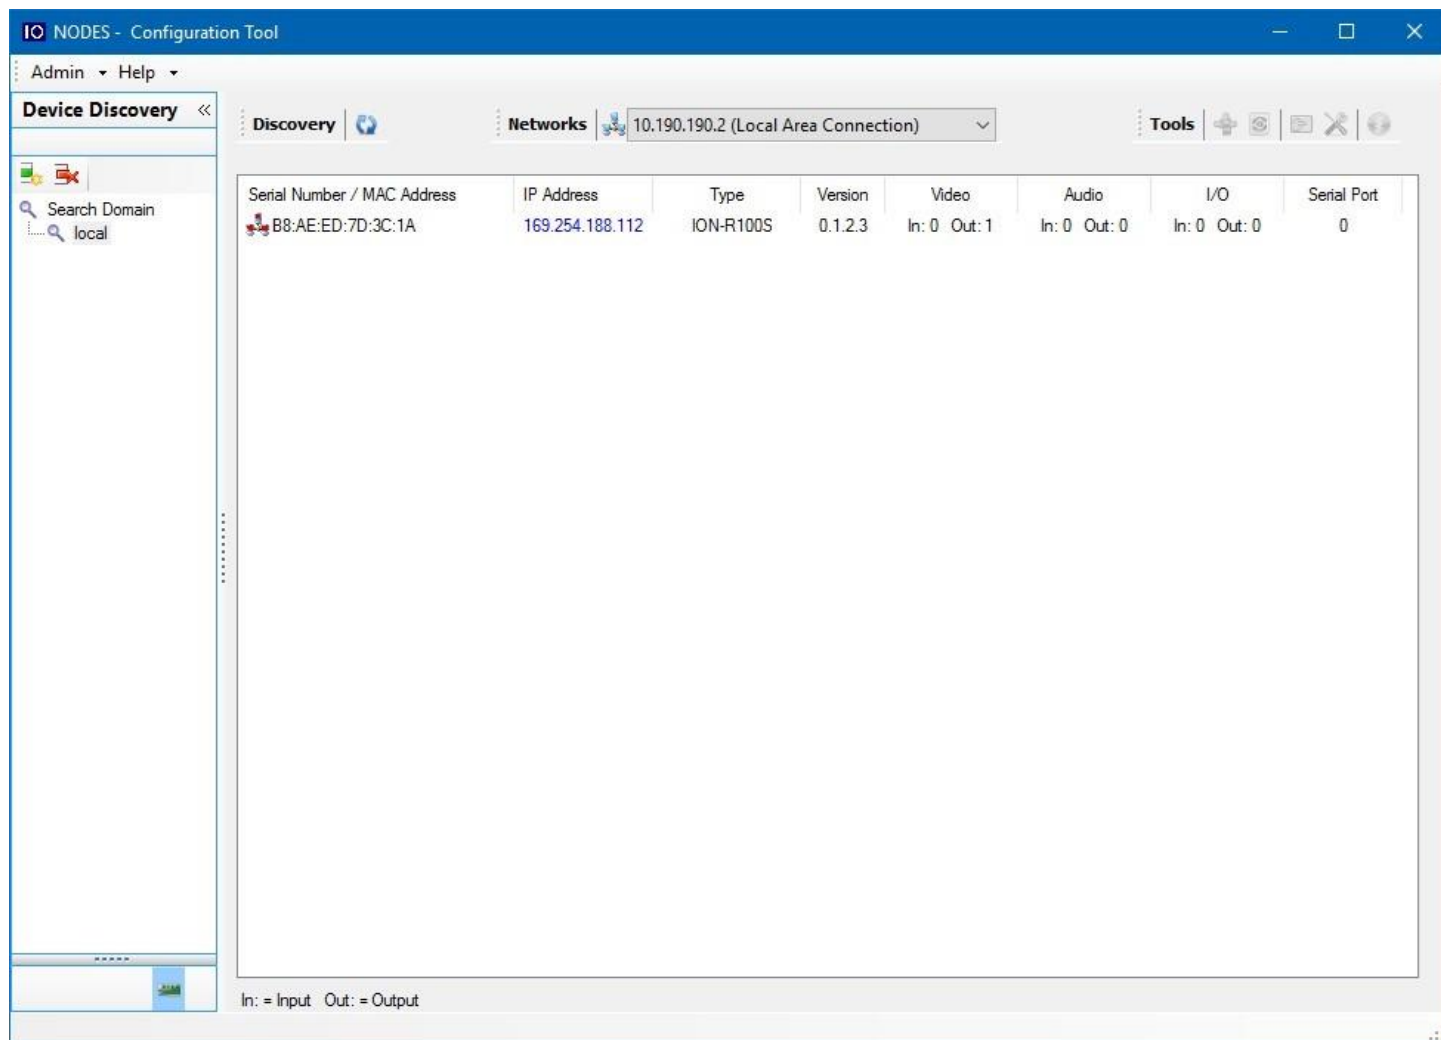 IO NODES - Configuration Tool
Admin Help
Device Discovery «
Discovery Networks 10.190.190.2 (Local Area Connection) Tools
Search Domain
local
Serial Number / MAC Address IP Address Type Version Video Audio I/O Serial Port
B8:AE:ED:7D:3C:1A 169.254.188.112 ION-R100S 0.1.2.3 In: 0 Out: 1 In: 0 Out: 0 In: 0 Out: 0 0
In: = Input Out: = Output